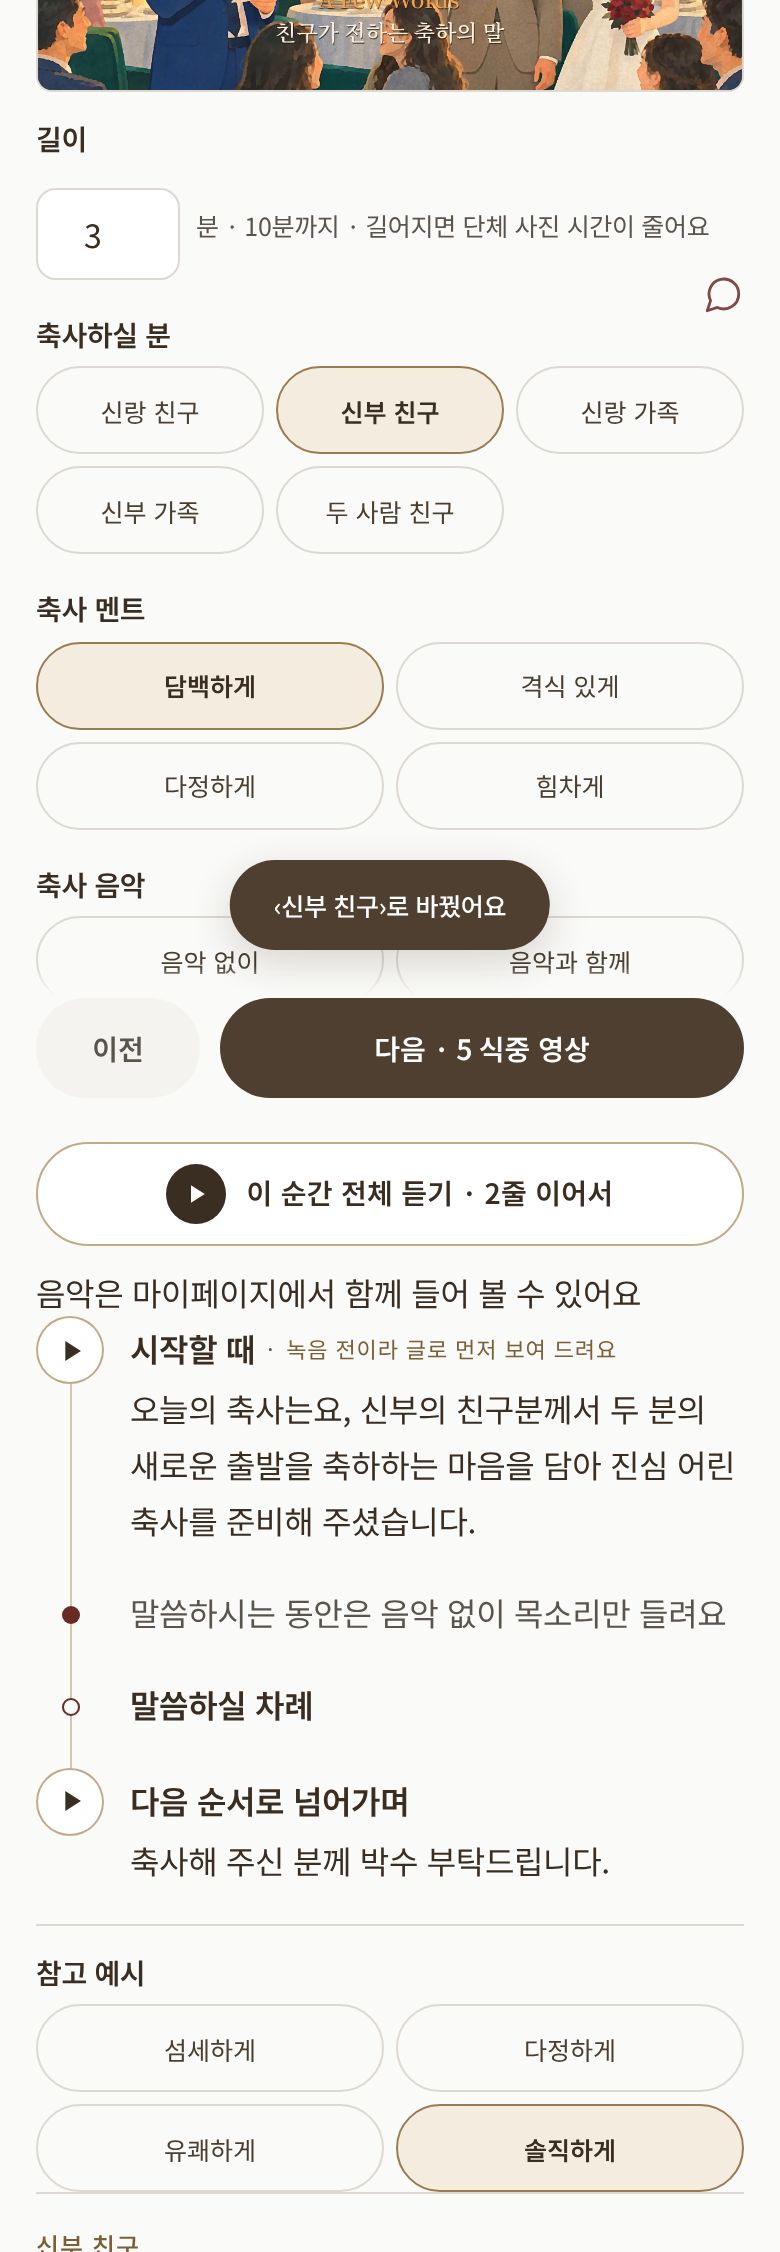 A Few Words
친구가 전하는 축하의 말
길이
3
분 · 10분까지 · 길어지면 단체 사진 시간이 줄어요
축사하실 분
신랑 친구
신부 친구
신랑 가족
신부 가족
두 사람 친구
축사 멘트
담백하게
격식 있게
다정하게
힘차게
축사 음악
‹신부 친구›로 바꿨어요
음악 없이
음악과 함께
이전
다음 · 5 식중 영상
이 순간 전체 듣기 · 2줄 이어서
음악은 마이페이지에서 함께 들어 볼 수 있어요
시작할 때 · 녹음 전이라 글로 먼저 보여 드려요
오늘의 축사는요, 신부의 친구분께서 두 분의
새로운 출발을 축하하는 마음을 담아 진심 어린
축사를 준비해 주셨습니다.
말씀하시는 동안은 음악 없이 목소리만 들려요
말씀하실 차례
다음 순서로 넘어가며
축사해 주신 분께 박수 부탁드립니다.
참고 예시
섬세하게
다정하게
유쾌하게
솔직하게
신부 친구